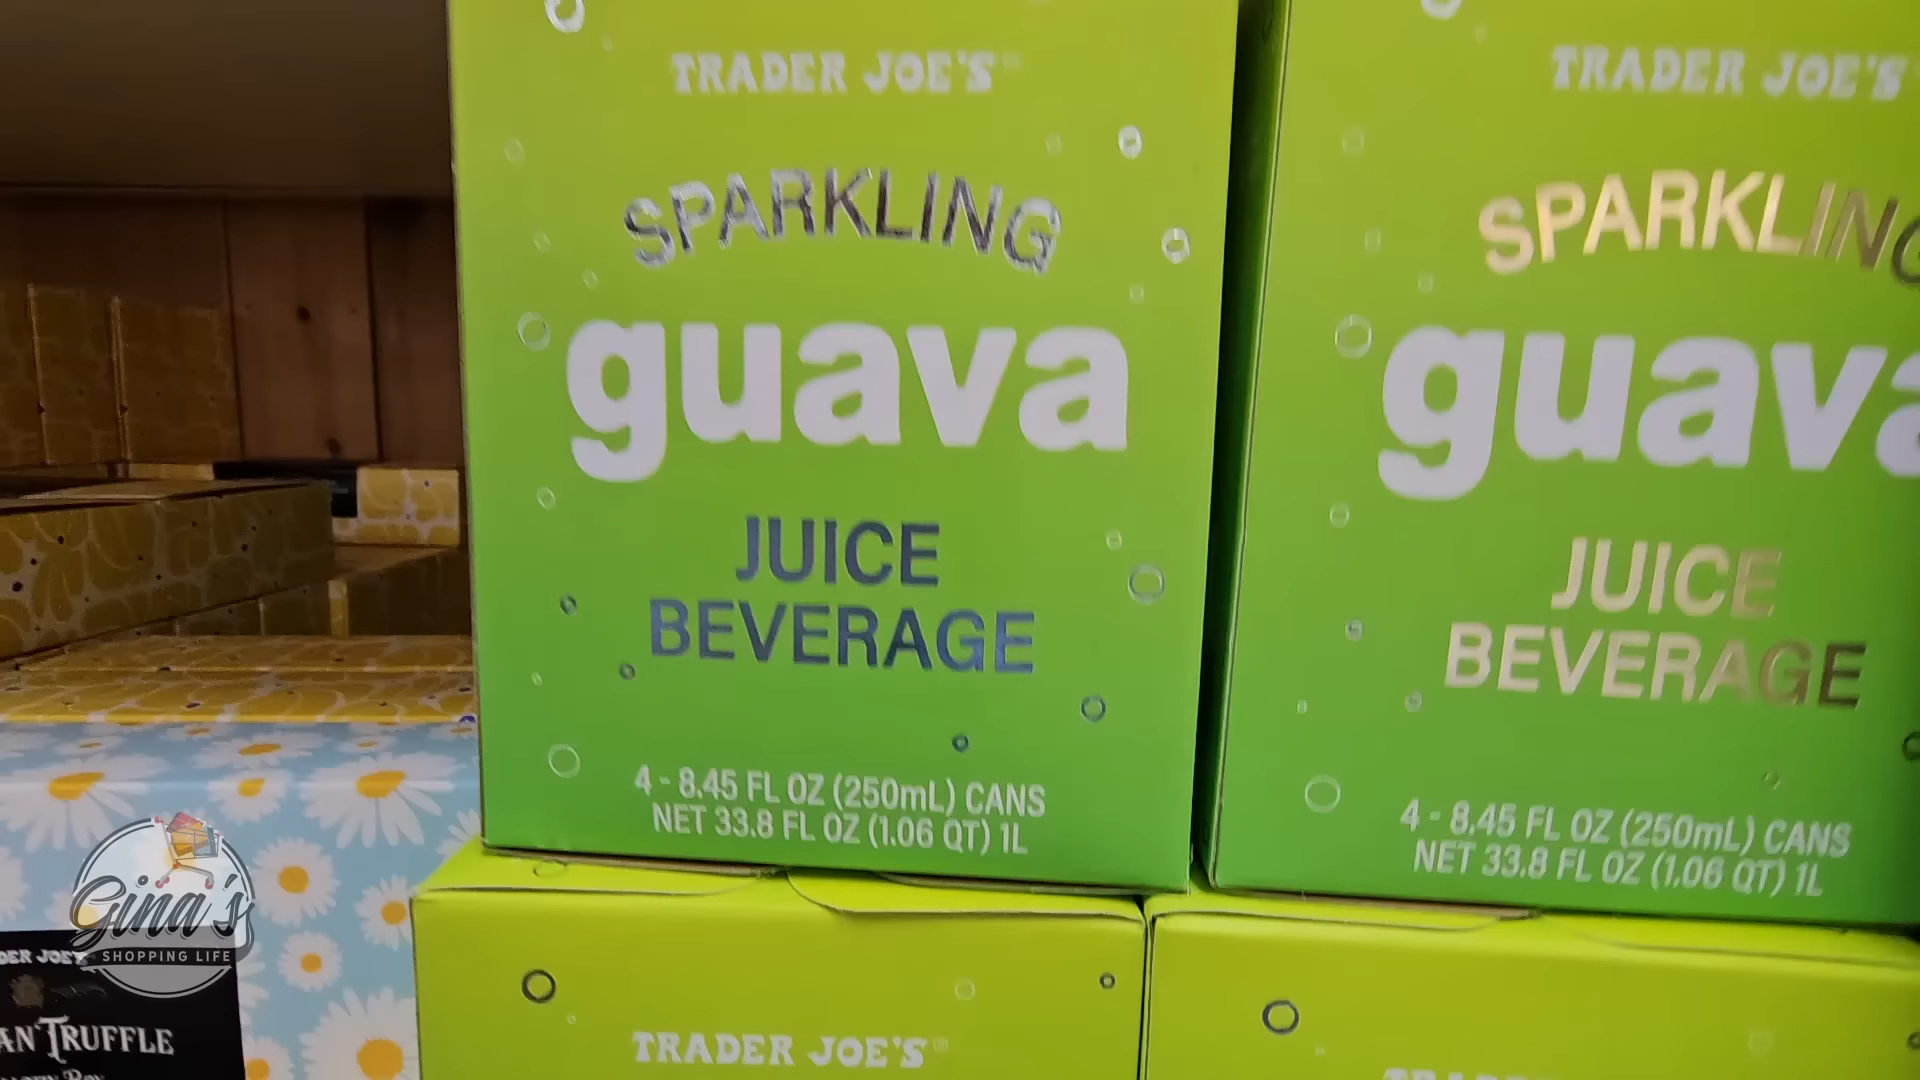 TRADER JOE'S
SPARKLING
guava
JUICE
BEVERAGE
4 - 8.45 FL OZ (250mL) CANS
NET 33.8 FL OZ (1.06 QT) 1L
TRADER JOE'S
SPARKLING
guava
JUICE
BEVERAGE
4 - 8.45 FL OZ (250mL) CANS
NET 33.8 FL OZ (1.06 QT) 1L
TRADER JOE'S®
Gina's
SHOPPING LIFE
TRUFFLE